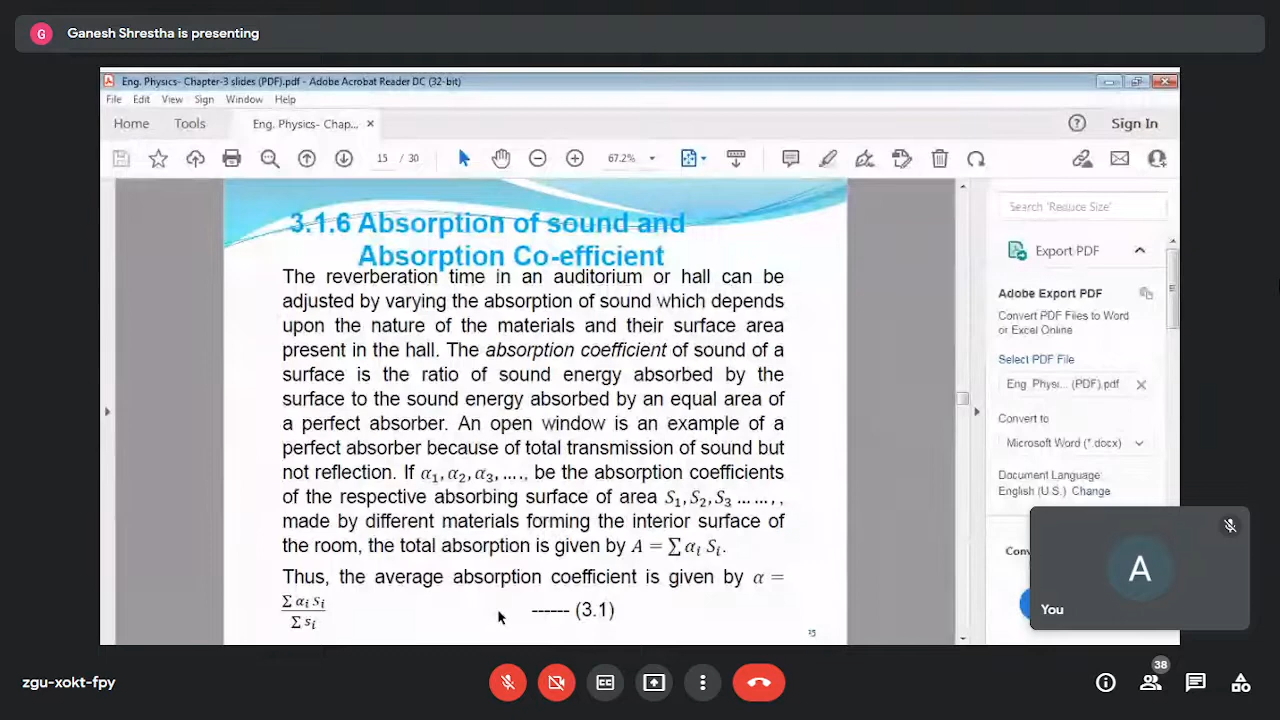 G Ganesh Shrestha is presenting
Eng. Physics- Chapter-3 slides (PDF).pdf - Adobe Acrobat Reader DC (32-bit)
File Edit View Sign Window Help
Home Tools Eng. Physics- Chap... × Sign In
15 / 30 67.2%
Search 'Reduce Size'
3.1.6 Absorption of sound and
Absorption Co-efficient
The reverberation time in an auditorium or hall can be
adjusted by varying the absorption of sound which depends
upon the nature of the materials and their surface area
present in the hall. The absorption coefficient of sound of a
surface is the ratio of sound energy absorbed by the
surface to the sound energy absorbed by an equal area of
a perfect absorber. An open window is an example of a
perfect absorber because of total transmission of sound but
not reflection. If α₁, α₂, α₃, …., be the absorption coefficients
of the respective absorbing surface of area S₁, S₂, S₃ … …, ,
made by different materials forming the interior surface of
the room, the total absorption is given by A = ∑ αᵢ Sᵢ.
Thus, the average absorption coefficient is given by α =
∑ αᵢ Sᵢ
∑ sᵢ
------ (3.1)
15
Export PDF
Adobe Export PDF
Convert PDF Files to Word
or Excel Online
Select PDF File
Eng Physi... (PDF).pdf ×
Convert to
Microsoft Word (*.docx)
Document Language:
English (U.S.) Change
A
You
zgu-xokt-fpy
CC
38